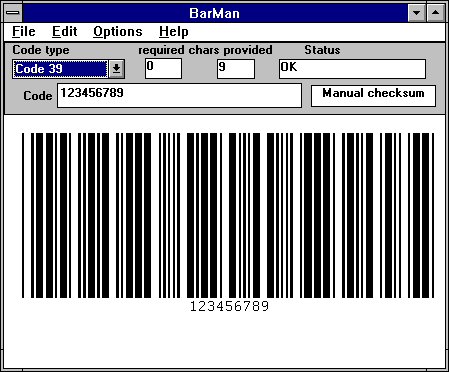 BarMan
File Edit Options Help
Code type required chars provided Status
Code 39 0 9 OK
Code 123456789 Manual checksum
123456789